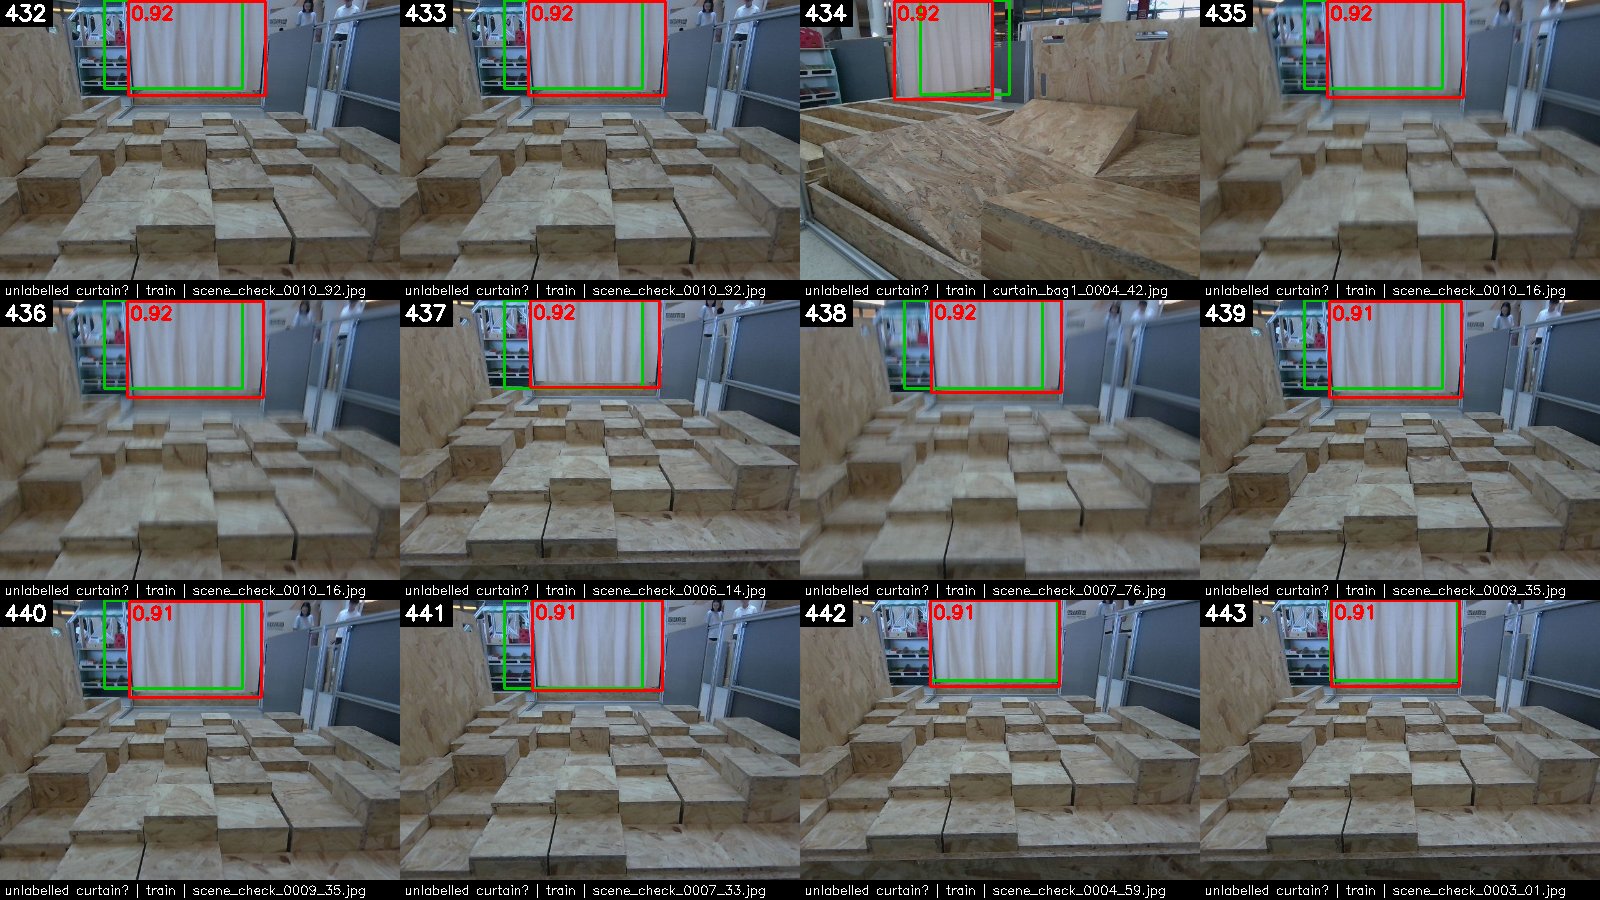 432 0.92
433 0.92
434 0.92
435 0.92
unlabelled curtain? | train | scene_check_0010_92.jpg
unlabelled curtain? | train | scene_check_0010_92.jpg
unlabelled curtain? | train | curtain_bag1_0004_42.jpg
unlabelled curtain? | train | scene_check_0010_16.jpg
436 0.92
437 0.92
438 0.92
439 0.91
unlabelled curtain? | train | scene_check_0010_16.jpg
unlabelled curtain? | train | scene_check_0006_14.jpg
unlabelled curtain? | train | scene_check_0007_76.jpg
unlabelled curtain? | train | scene_check_0009_35.jpg
440 0.91
441 0.91
442 0.91
443 0.91
unlabelled curtain? | train | scene_check_0009_35.jpg
unlabelled curtain? | train | scene_check_0007_33.jpg
unlabelled curtain? | train | scene_check_0004_59.jpg
unlabelled curtain? | train | scene_check_0003_01.jpg